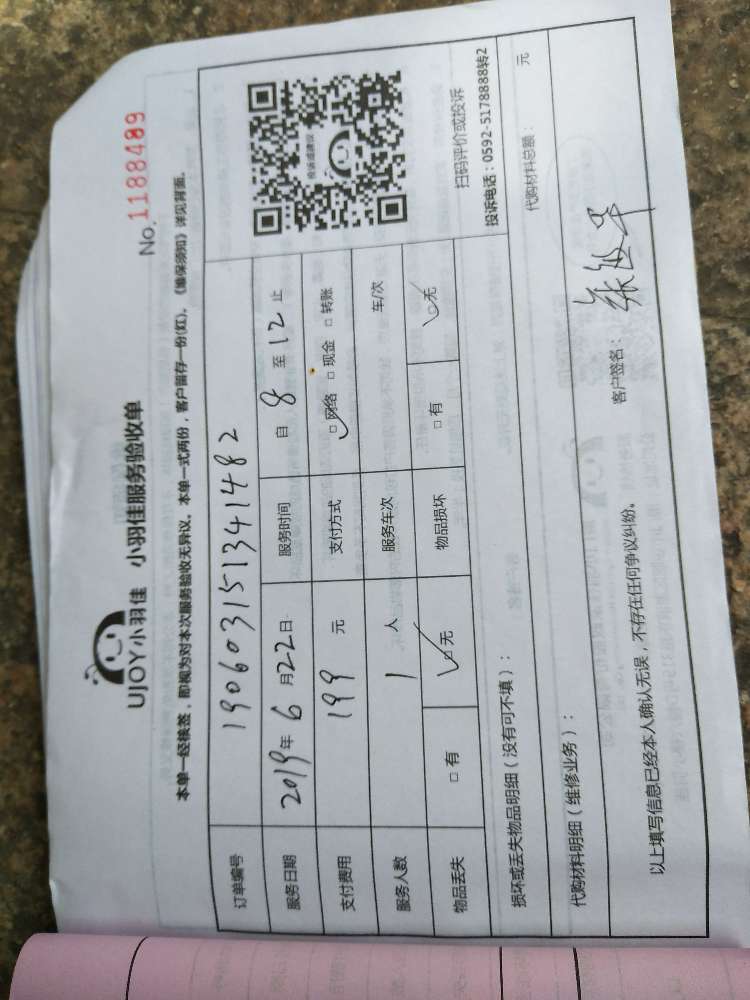 UJOY小羽佳 小羽佳服务验收单
No.1188489
本单一经核签，即视为对本次服务验收无异议。本单一式两份，客户留存一份(红)。《维保须知》详见背面。
订单编号 190603151341482
服务日期 2019年6月22日 服务时间 自8至12止
支付费用 199元 支付方式 □网络 □现金 □转账
服务人数 1人 服务车次 车/次
物品丢失 □有 □无 物品损坏 □有 □无
投诉或建议
扫码评价或投诉
投诉电话：0592-5178888转2
损坏或丢失物品明细（没有可不填）：
代购材料明细（维修业务）： 代购材料总额： 元
以上填写信息已经本人确认无误，不存在任何争议纠纷。 客户签名：